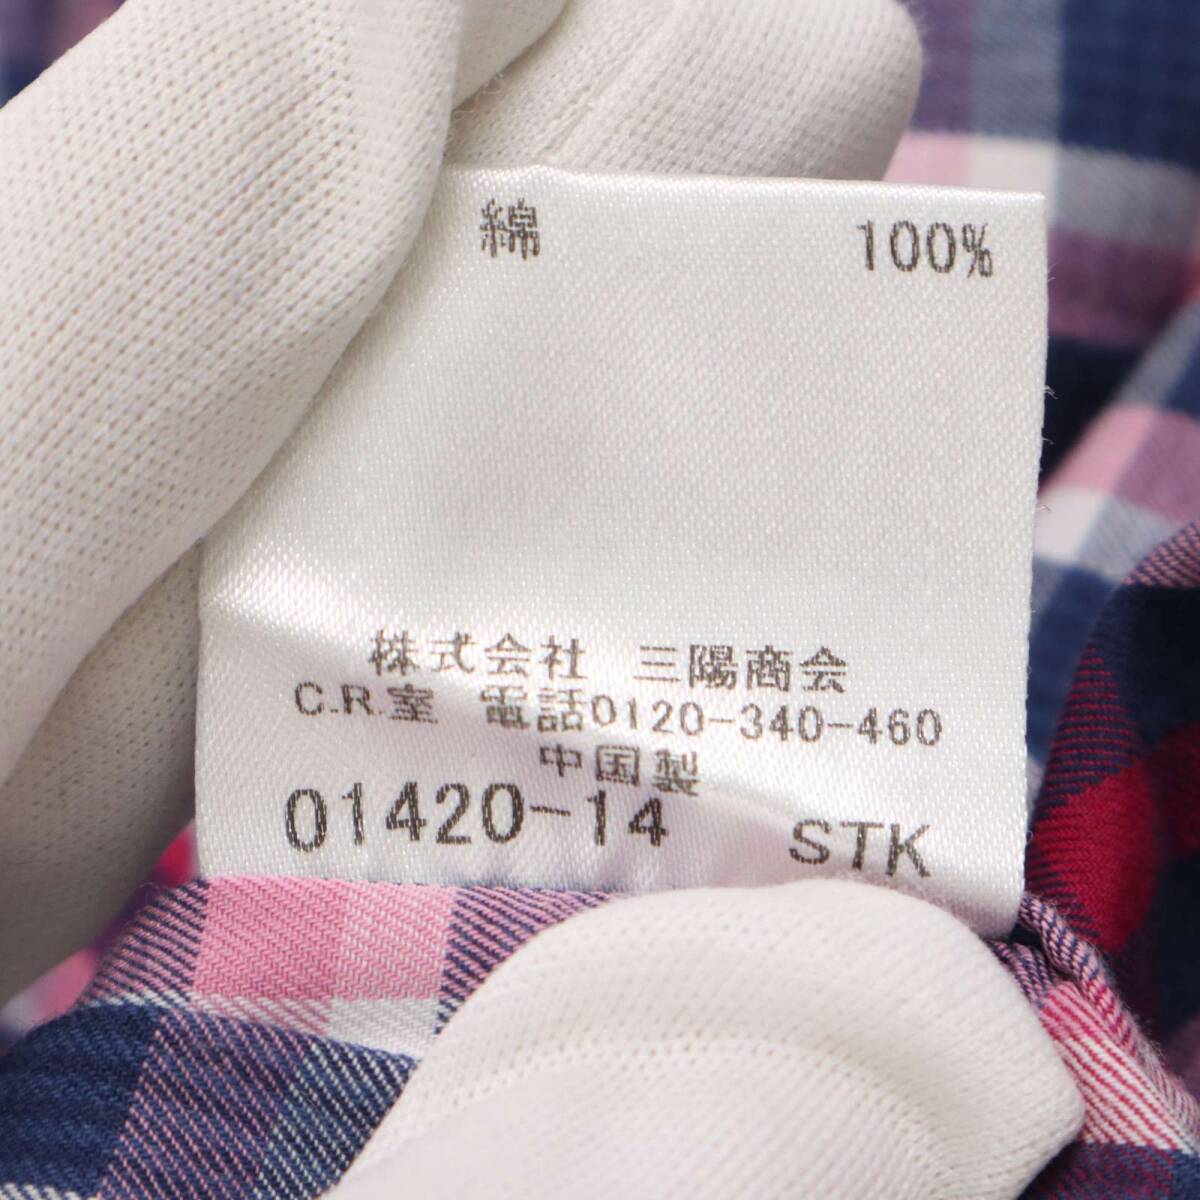 綿 100%
株式会社 三陽商会
C.R.室 電話0120-340-460
中国製
01420-14 STK